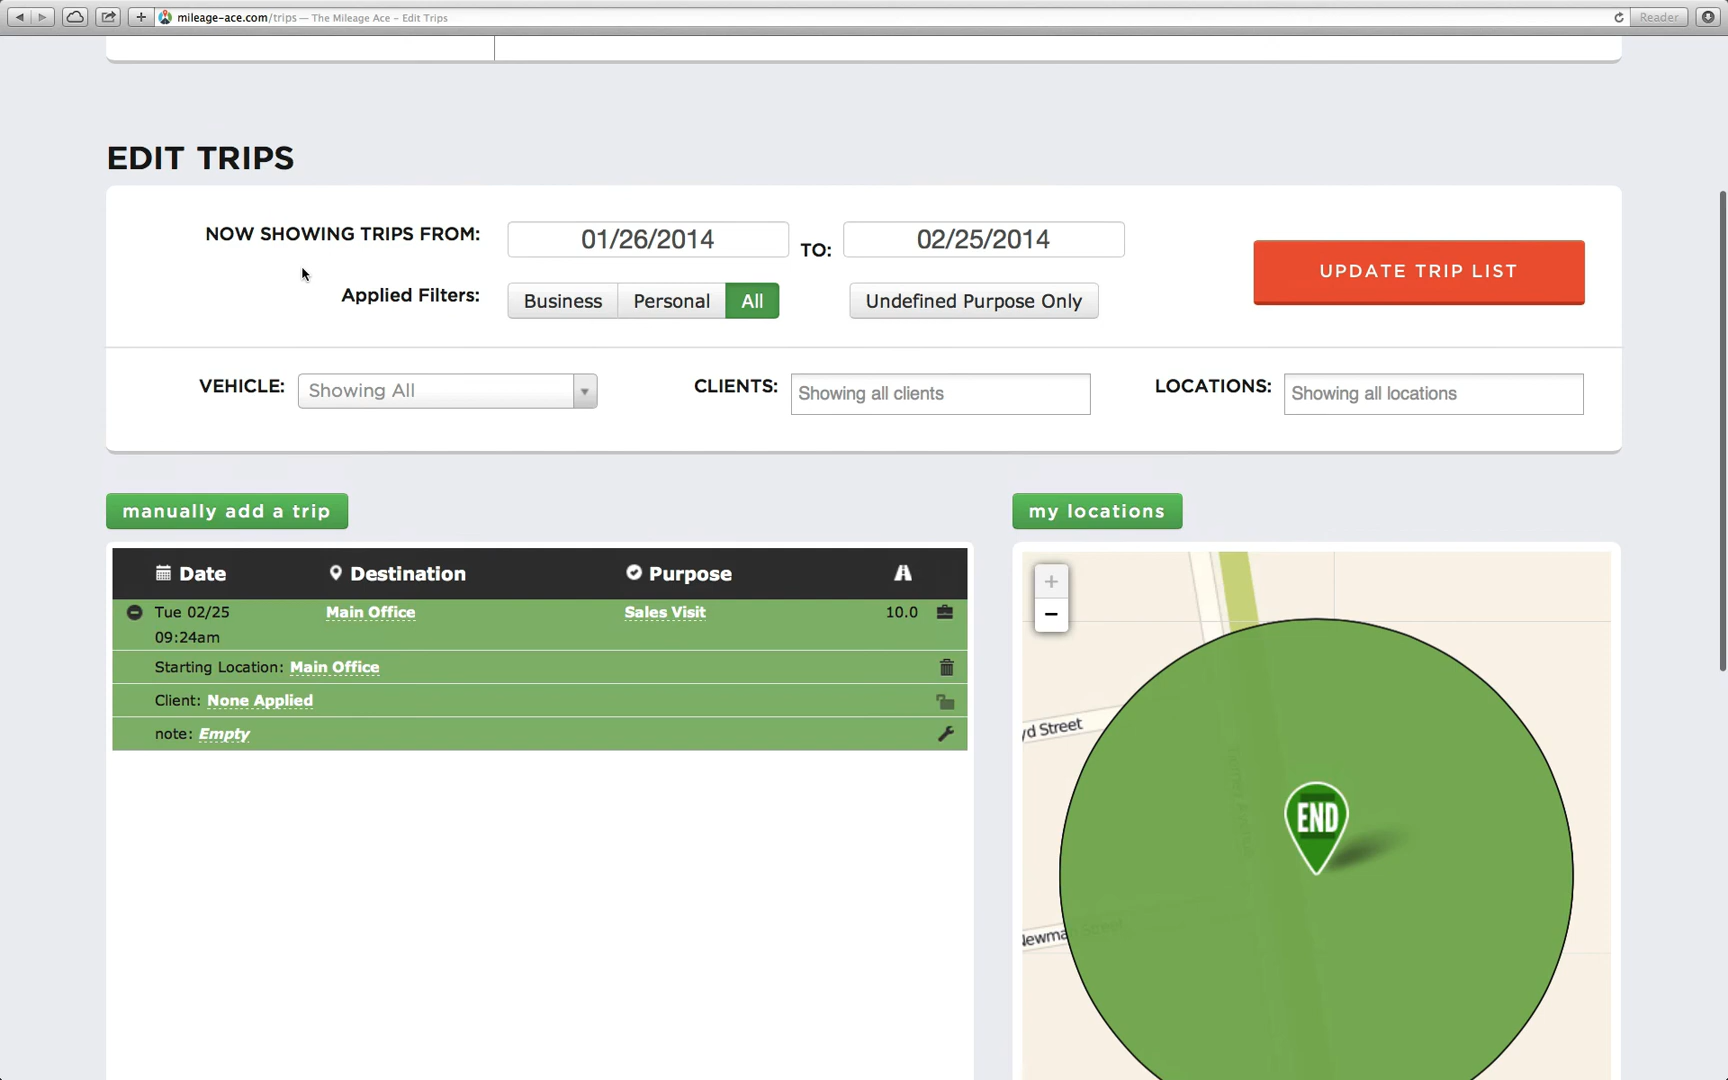 mileage-ace.com/trips — The Mileage Ace – Edit Trips
Reader
EDIT TRIPS
NOW SHOWING TRIPS FROM: 01/26/2014 TO: 02/25/2014
UPDATE TRIP LIST
Applied Filters: Business Personal All Undefined Purpose Only
VEHICLE: Showing All CLIENTS: Showing all clients LOCATIONS: Showing all locations
manually add a trip
my locations
Date Destination Purpose
Tue 02/25 Main Office Sales Visit 10.0
09:24am
Starting Location: Main Office
Client: None Applied
note: Empty
+
−
yd Street
END
Newman Street